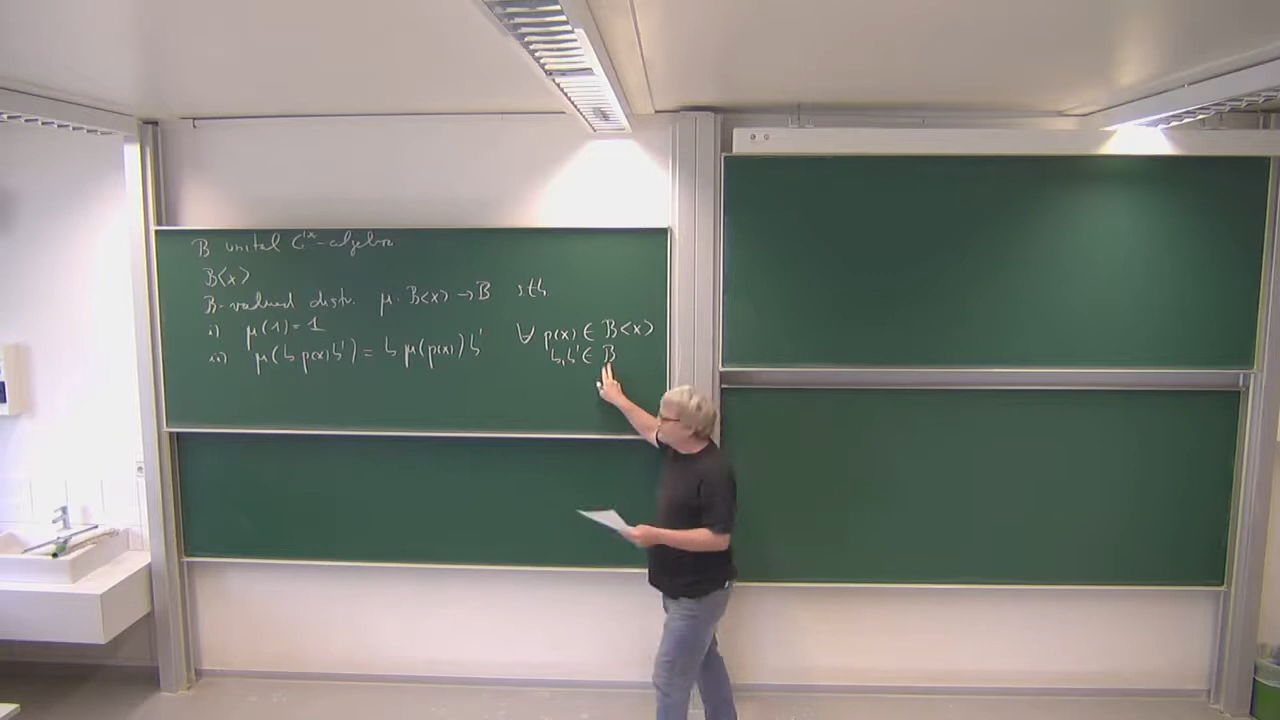 B unital C*-algebra
B<x>
B-valued distr. μ: B<x> → B s.th.
i) μ(1) = 1
ii) μ(b p(x) b') = b μ(p(x)) b' ∀ p(x) ∈ B<x>
b, b' ∈ B